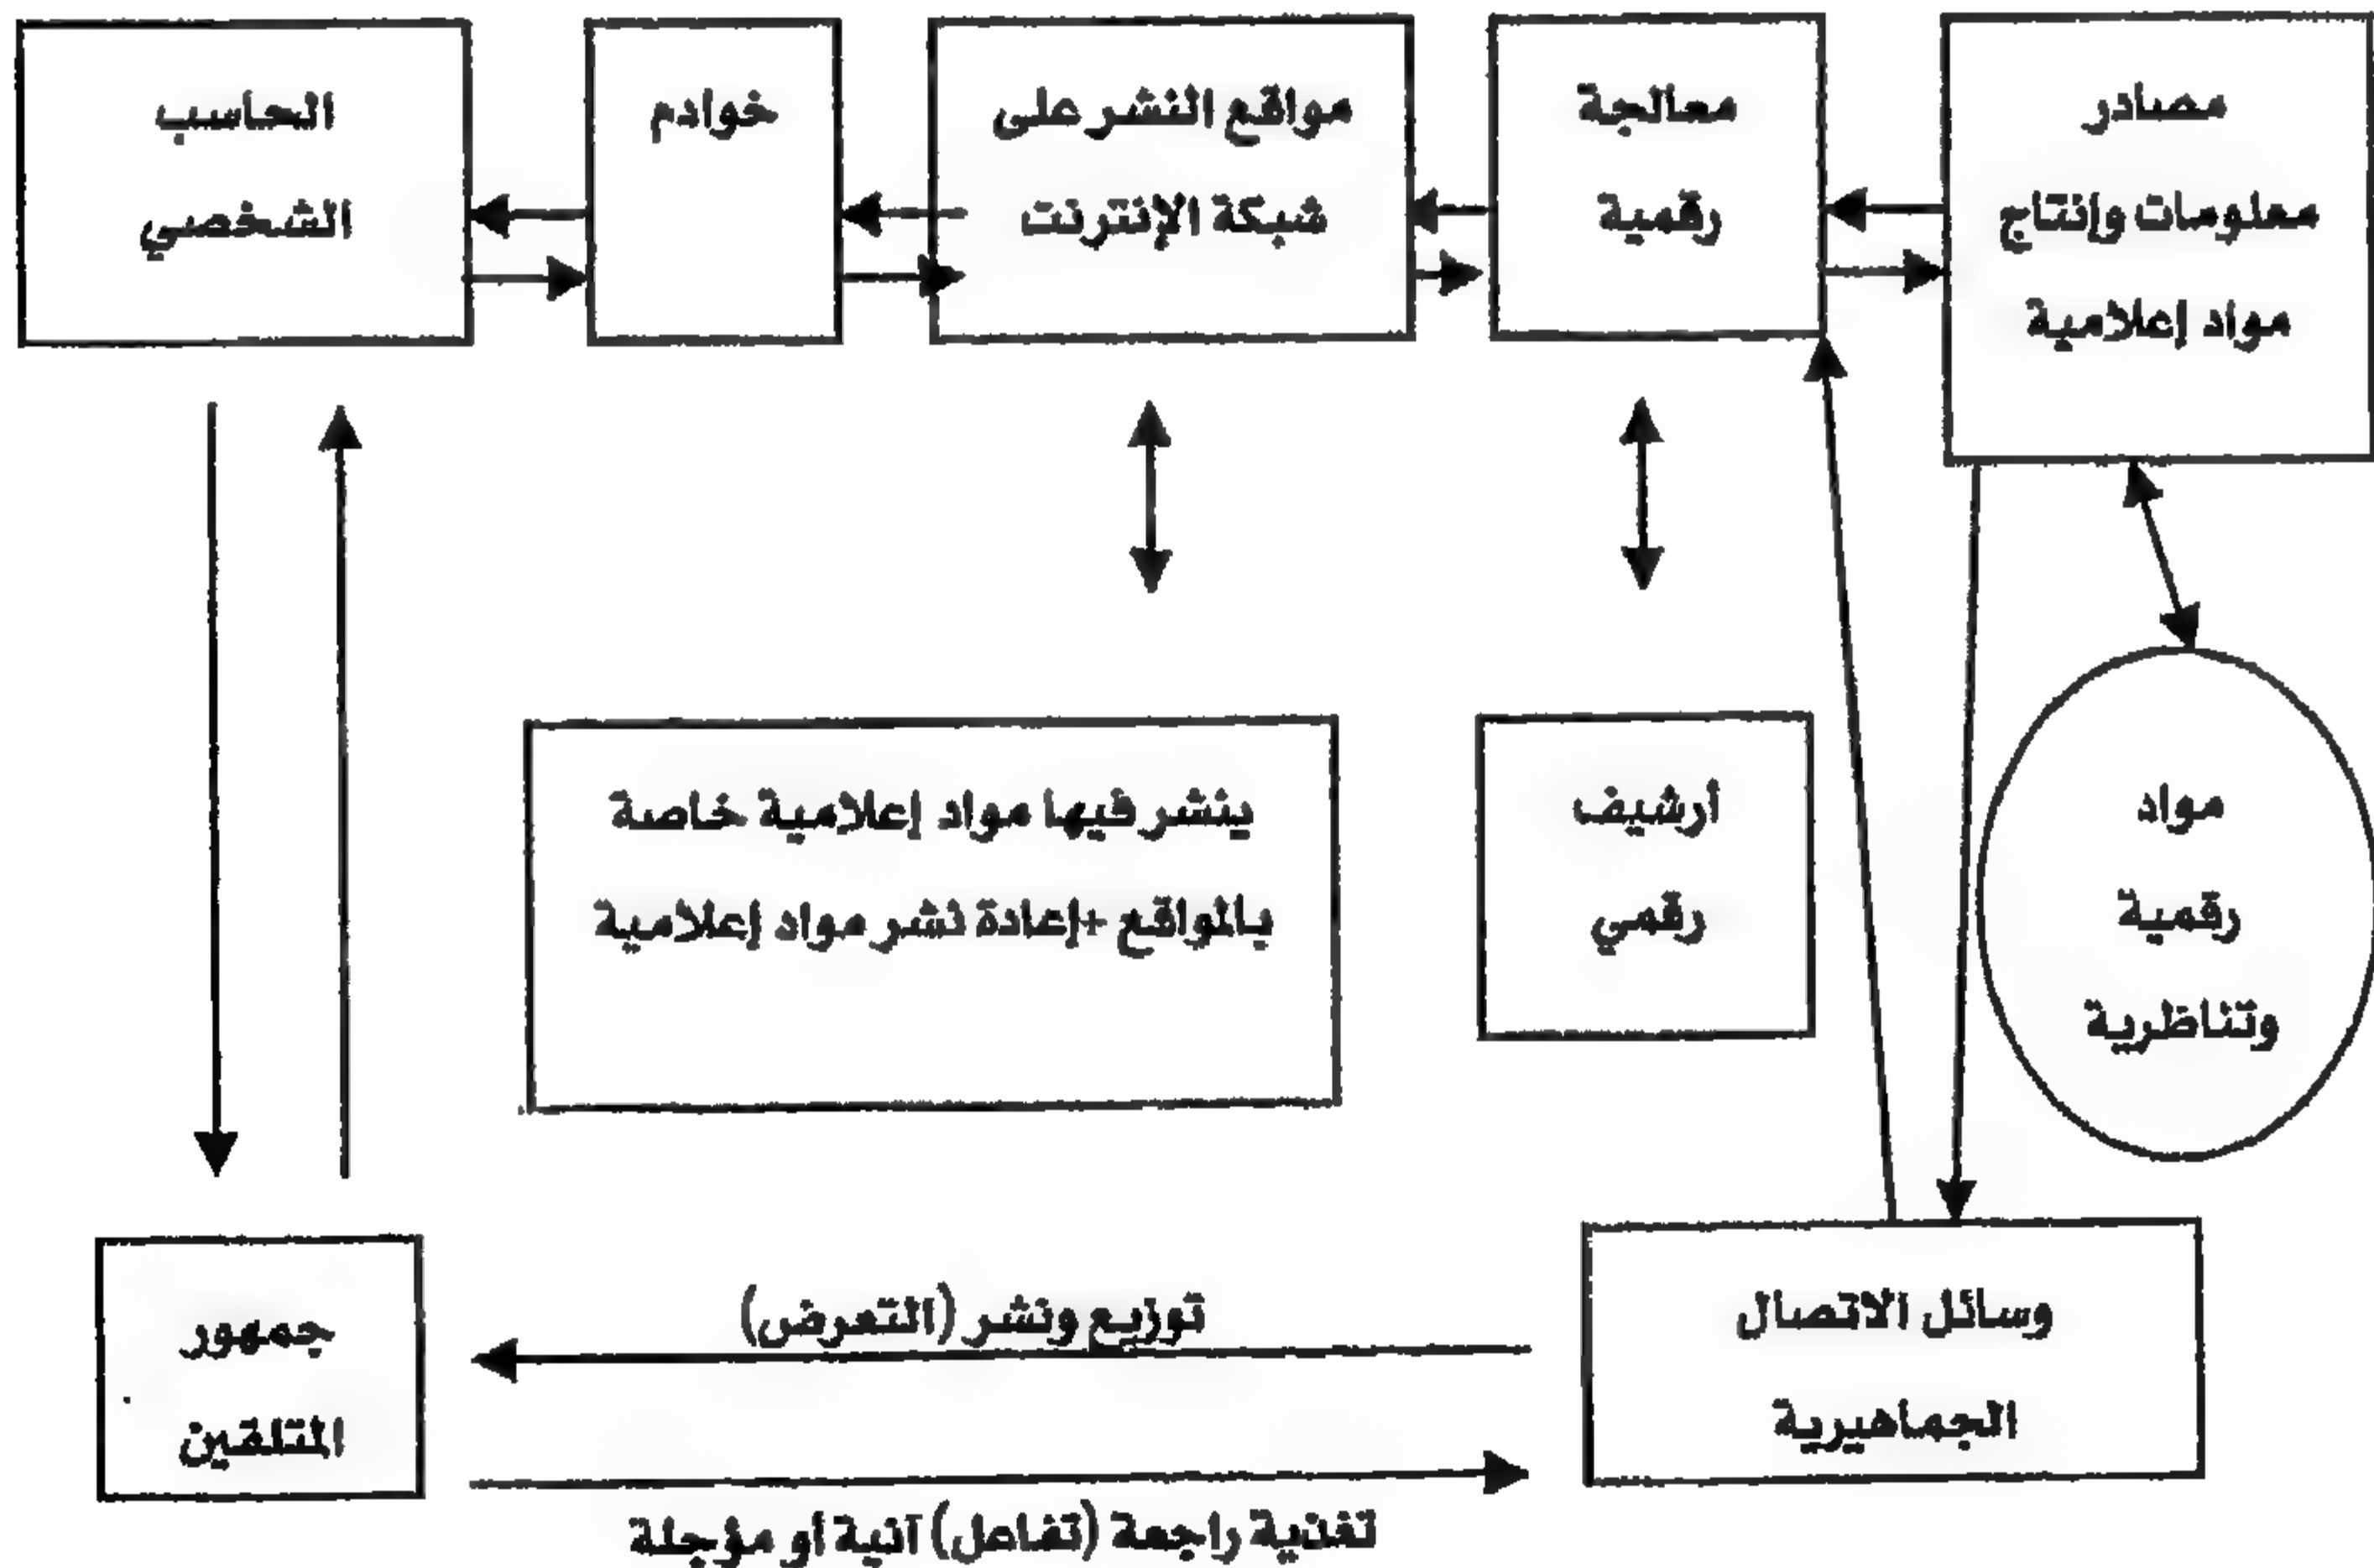 مصادر
معلومات وإنتاج
مواد إعلامية
معالجة
رقمية
مواقع النشر على
شبكة الإنترنت
خوادم
الحاسب
الشخصي
مواد
رقمية
وتناظرية
أرشيف
رقمي
ينشر فيها مواد إعلامية خاصة
بالمواقع +إعادة نشر مواد إعلامية
وسائل الاتصال
الجماهيرية
توزيع ونشر (التعرض)
جمهور
المتلقين
تغذية راجعة (تفاعل) آنية أو مؤجلة